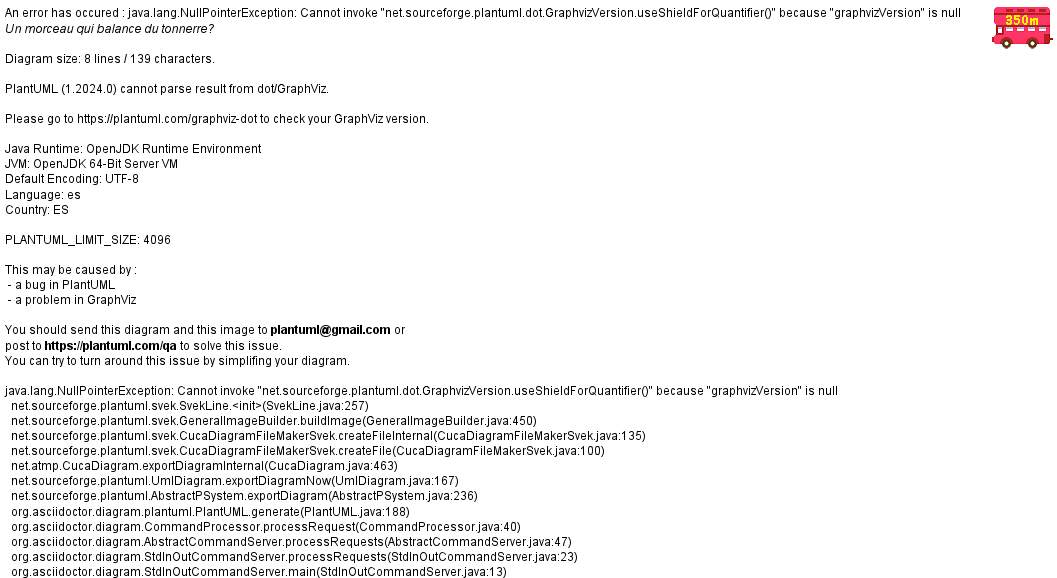 An error has occured : java.lang.NullPointerException: Cannot invoke "net.sourceforge.plantuml.dot.GraphvizVersion.useShieldForQuantifier()" because "graphvizVersion" is null
350m
Un morceau qui balance du tonnerre?
Diagram size: 8 lines / 139 characters.
PlantUML (1.2024.0) cannot parse result from dot/GraphViz.
Please go to https://plantuml.com/graphviz-dot to check your GraphViz version.
Java Runtime: OpenJDK Runtime Environment
JVM: OpenJDK 64-Bit Server VM
Default Encoding: UTF-8
Language: es
Country: ES
PLANTUML_LIMIT_SIZE: 4096
This may be caused by :
- a bug in PlantUML
- a problem in GraphViz
You should send this diagram and this image to plantuml@gmail.com or
post to https://plantuml.com/qa to solve this issue.
You can try to turn around this issue by simplifing your diagram.
java.lang.NullPointerException: Cannot invoke "net.sourceforge.plantuml.dot.GraphvizVersion.useShieldForQuantifier()" because "graphvizVersion" is null
net.sourceforge.plantuml.svek.SvekLine.<init>(SvekLine.java:257)
net.sourceforge.plantuml.svek.GeneralImageBuilder.buildImage(GeneralImageBuilder.java:450)
net.sourceforge.plantuml.svek.CucaDiagramFileMakerSvek.createFileInternal(CucaDiagramFileMakerSvek.java:135)
net.sourceforge.plantuml.svek.CucaDiagramFileMakerSvek.createFile(CucaDiagramFileMakerSvek.java:100)
net.atmp.CucaDiagram.exportDiagramInternal(CucaDiagram.java:463)
net.sourceforge.plantuml.UmlDiagram.exportDiagramNow(UmlDiagram.java:167)
net.sourceforge.plantuml.AbstractPSystem.exportDiagram(AbstractPSystem.java:236)
org.asciidoctor.diagram.plantuml.PlantUML.generate(PlantUML.java:188)
org.asciidoctor.diagram.CommandProcessor.processRequest(CommandProcessor.java:40)
org.asciidoctor.diagram.AbstractCommandServer.processRequests(AbstractCommandServer.java:47)
org.asciidoctor.diagram.StdInOutCommandServer.processRequests(StdInOutCommandServer.java:23)
org.asciidoctor.diagram.StdInOutCommandServer.main(StdInOutCommandServer.java:13)